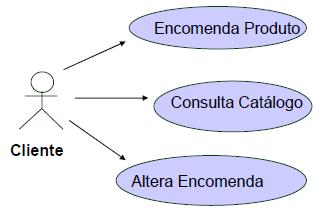 Encomenda Produto
Consulta Catálogo
Cliente
Altera Encomenda